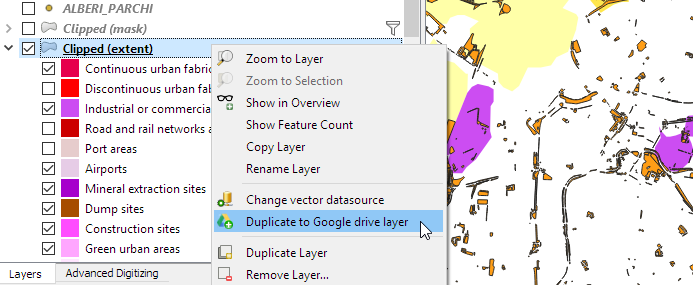 ALBERI_PARCHI
Clipped (mask)
Clipped (extent)
Continuous urban fabric
Discontinuous urban fab
Industrial or commercia
Road and rail networks a
Port areas
Airports
Mineral extraction sites
Dump sites
Construction sites
Green urban areas
Layers
Advanced Digitizing
Zoom to Layer
Zoom to Selection
Show in Overview
Show Feature Count
Copy Layer
Rename Layer
Change vector datasource
Duplicate to Google drive layer
Duplicate Layer
Remove Layer...